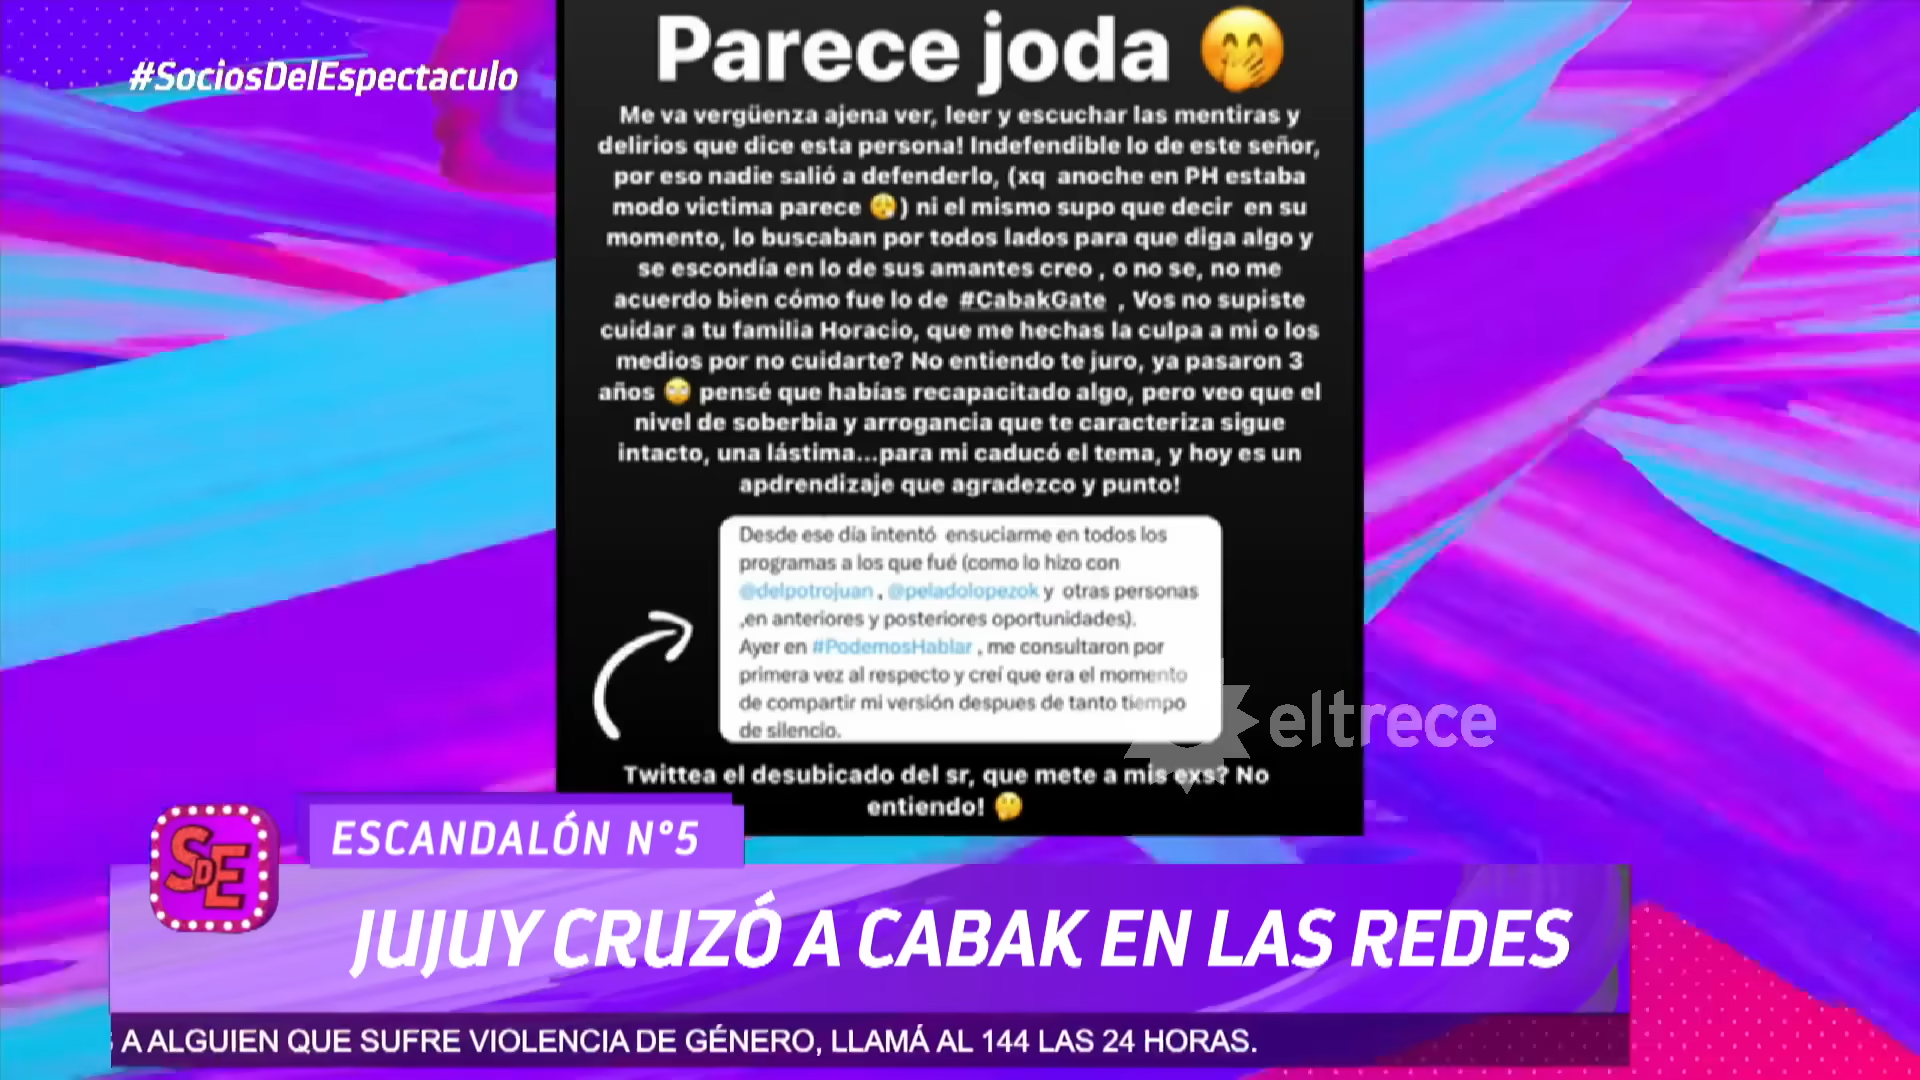 #SociosDelEspectaculo
Parece joda 🤭
Me va vergüenza ajena ver, leer y escuchar las mentiras y
delirios que dice esta persona! Indefendible lo de este señor,
por eso nadie salió a defenderlo, (xq anoche en PH estaba
modo victima parece 😯) ni el mismo supo que decir en su
momento, lo buscaban por todos lados para que diga algo y
se escondía en lo de sus amantes creo , o no se, no me
acuerdo bien cómo fue lo de #CabakGate , Vos no supiste
cuidar a tu familia Horacio, que me hechas la culpa a mi o los
medios por no cuidarte? No entiendo te juro, ya pasaron 3
años 🙄 pensé que habías recapacitado algo, pero veo que el
nivel de soberbia y arrogancia que te caracteriza sigue
intacto, una lástima...para mi caducó el tema, y hoy es un
apdrendizaje que agradezco y punto!
Desde ese día intentó ensuciarme en todos los
programas a los que fué (como lo hizo con
@delpotrojuan , @peladolopezok y otras personas
,en anteriores y posteriores oportunidades).
Ayer en #PodemosHablar , me consultaron por
primera vez al respecto y creí que era el momento
de compartir mi versión despues de tanto tiempo
de silencio.
eltrece
Twittea el desubicado del sr, que mete a mis exs? No
entiendo! 🤔
SDE
ESCANDALÓN N°5
JUJUY CRUZÓ A CABAK EN LAS REDES
A ALGUIEN QUE SUFRE VIOLENCIA DE GÉNERO, LLAMÁ AL 144 LAS 24 HORAS.